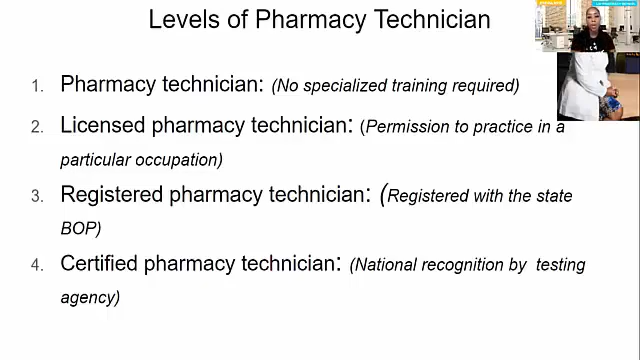 Levels of Pharmacy Technician
1. Pharmacy technician: (No specialized training required)
2. Licensed pharmacy technician: (Permission to practice in a
particular occupation)
3. Registered pharmacy technician: (Registered with the state
BOP)
4. Certified pharmacy technician: (National recognition by testing
agency)